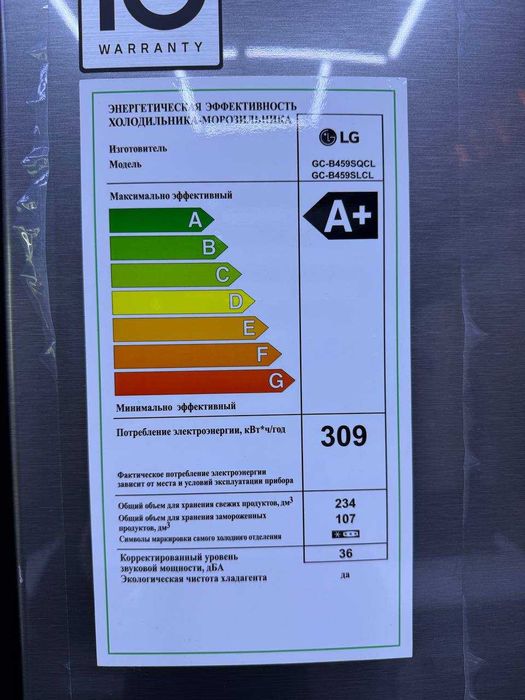 WARRANTY
ЭНЕРГЕТИЧЕСКАЯ ЭФФЕКТИВНОСТЬ
ХОЛОДИЛЬНИКА-МОРОЗИЛЬНИКА
Изготовитель
LG
Модель
GC-B459SQCL
GC-B459SLCL
Максимально эффективный
A+
A
B
C
D
E
F
G
Минимально эффективный
Потребление электроэнергии, кВт*ч/год
309
Фактическое потребление электроэнергии
зависит от места и условий эксплуатации прибора
Общий объем для хранения свежих продуктов, дм³
234
Общий объем для хранения замороженных
продуктов, дм³
107
Символы маркировки самого холодного отделения
Корректированный уровень
звуковой мощности, дБА
36
Экологическая чистота хладагента
да